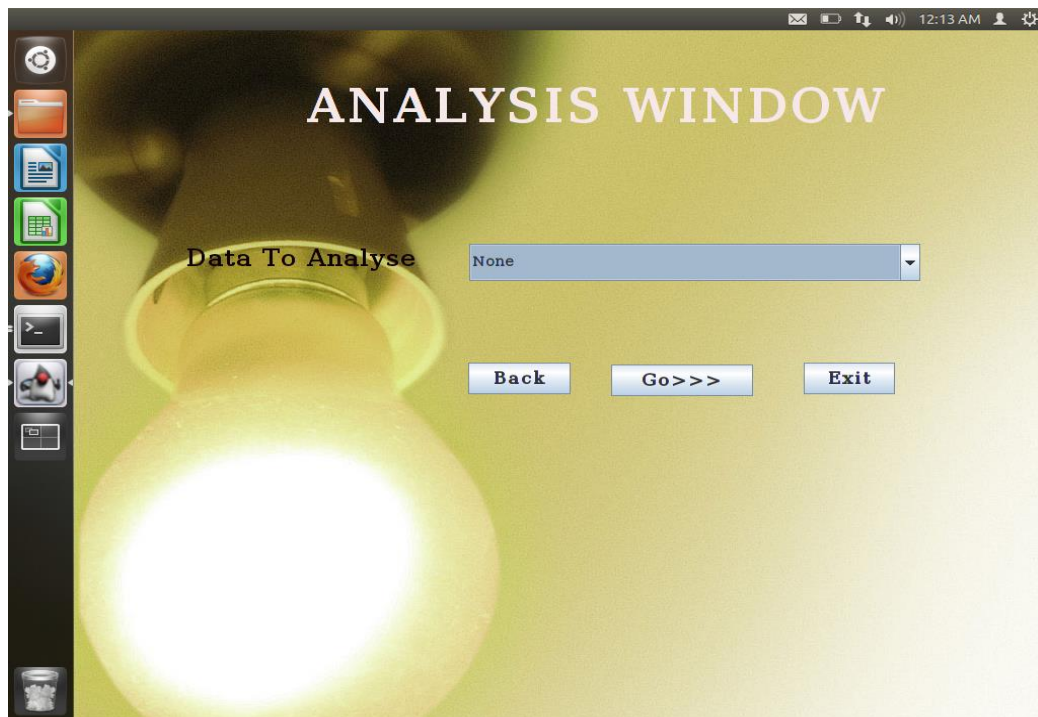 12:13 AM
ANALYSIS WINDOW
Data To Analyse
None
Back
Go>>>
Exit
>_